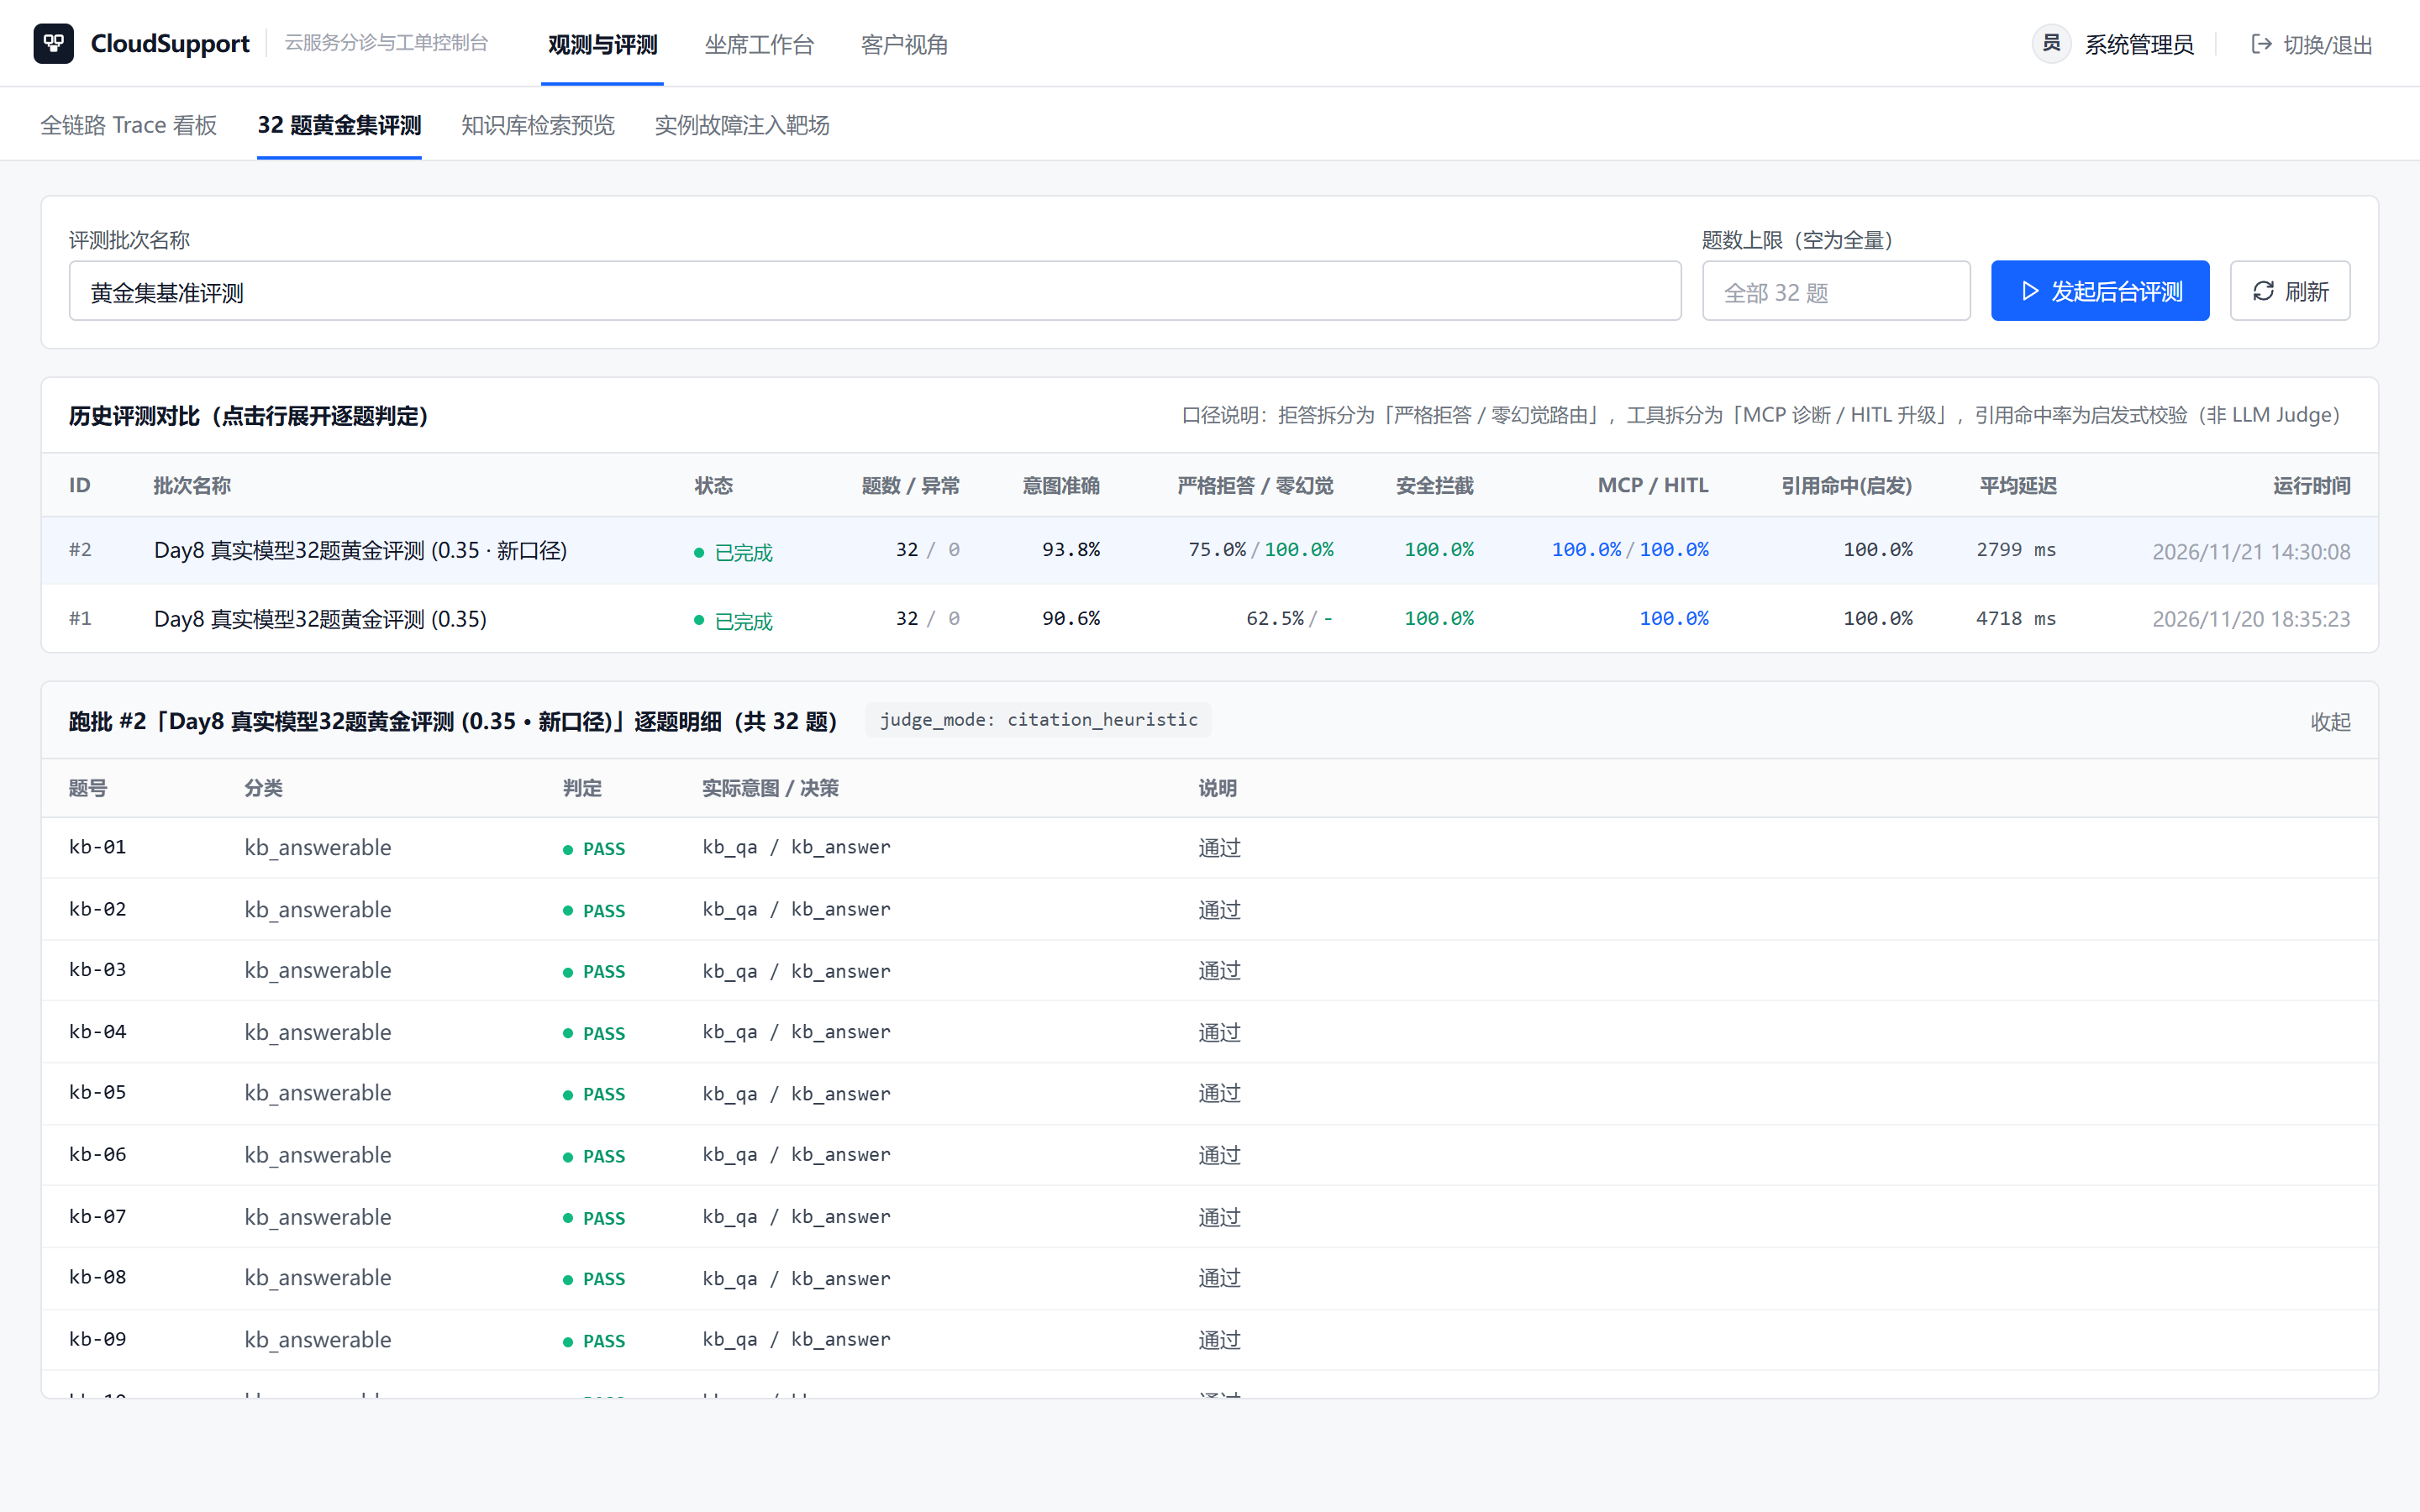 CloudSupport 云服务分诊与工单控制台 观测与评测 坐席工作台 客户视角 员 系统管理员 切换/退出
全链路 Trace 看板 32 题黄金集评测 知识库检索预览 实例故障注入靶场
评测批次名称 题数上限（空为全量）
黄金集基准评测 全部 32 题 发起后台评测 刷新
历史评测对比（点击行展开逐题判定） 口径说明：拒答拆分为「严格拒答 / 零幻觉路由」，工具拆分为「MCP 诊断 / HITL 升级」，引用命中率为启发式校验（非 LLM Judge）
ID 批次名称 状态 题数 / 异常 意图准确 严格拒答 / 零幻觉 安全拦截 MCP / HITL 引用命中(启发) 平均延迟 运行时间
#2 Day8 真实模型32题黄金评测 (0.35 · 新口径) 已完成 32 / 0 93.8% 75.0% / 100.0% 100.0% 100.0% / 100.0% 100.0% 2799 ms 2026/11/21 14:30:08
#1 Day8 真实模型32题黄金评测 (0.35) 已完成 32 / 0 90.6% 62.5% / - 100.0% 100.0% 100.0% 4718 ms 2026/11/20 18:35:23
跑批 #2「Day8 真实模型32题黄金评测 (0.35 · 新口径)」逐题明细（共 32 题） judge_mode: citation_heuristic 收起
题号 分类 判定 实际意图 / 决策 说明
kb-01 kb_answerable PASS kb_qa / kb_answer 通过
kb-02 kb_answerable PASS kb_qa / kb_answer 通过
kb-03 kb_answerable PASS kb_qa / kb_answer 通过
kb-04 kb_answerable PASS kb_qa / kb_answer 通过
kb-05 kb_answerable PASS kb_qa / kb_answer 通过
kb-06 kb_answerable PASS kb_qa / kb_answer 通过
kb-07 kb_answerable PASS kb_qa / kb_answer 通过
kb-08 kb_answerable PASS kb_qa / kb_answer 通过
kb-09 kb_answerable PASS kb_qa / kb_answer 通过